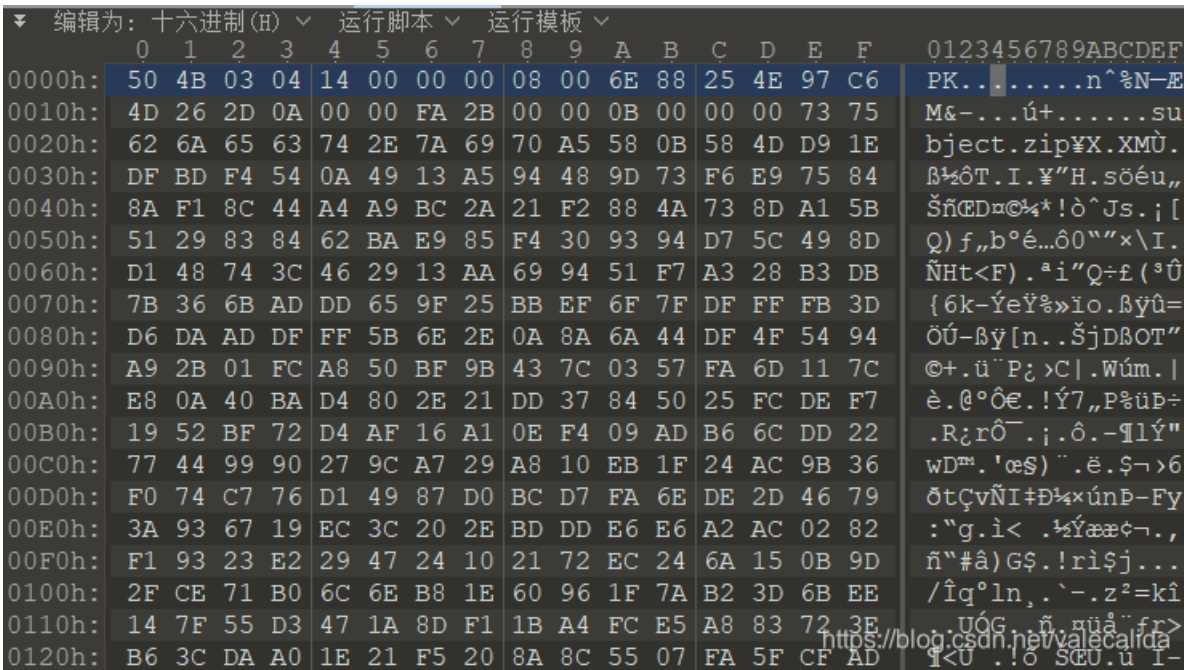 编辑为: 十六进制(H) 运行脚本 运行模板
0 1 2 3 4 5 6 7 8 9 A B C D E F 0123456789ABCDEF
0000h: 50 4B 03 04 14 00 00 00 08 00 6E 88 25 4E 97 C6 PK........nˆ%N—Æ
0010h: 4D 26 2D 0A 00 00 FA 2B 00 00 0B 00 00 00 73 75 M&-...ú+......su
0020h: 62 6A 65 63 74 2E 7A 69 70 A5 58 0B 58 4D D9 1E bject.zip¥X.XMÙ.
0030h: DF BD F4 54 0A 49 13 A5 94 48 9D 73 F6 E9 75 84 ß½ôT.I.¥”H.söéu„
0040h: 8A F1 8C 44 A4 A9 BC 2A 21 F2 88 4A 73 8D A1 5B ŠñŒD¤©¼*!òˆJs.¡[
0050h: 51 29 83 84 62 BA E9 85 F4 30 93 94 D7 5C 49 8D Q)ƒ„bºé…ô0“”×\I.
0060h: D1 48 74 3C 46 29 13 AA 69 94 51 F7 A3 28 B3 DB ÑHt<F).ªi”Q÷£(³Û
0070h: 7B 36 6B AD DD 65 9F 25 BB EF 6F 7F DF FF FB 3D {6k-ÝeŸ%»ïo.ßÿû=
0080h: D6 DA AD DF FF 5B 6E 2E 0A 8A 6A 44 DF 4F 54 94 ÖÚ-ßÿ[n..ŠjDßOT”
0090h: A9 2B 01 FC A8 50 BF 9B 43 7C 03 57 FA 6D 11 7C ©+.ü¨P¿›C|.Wúm.|
00A0h: E8 0A 40 BA D4 80 2E 21 DD 37 84 50 25 FC DE F7 è.@ºÔ€.!Ý7„P%üÞ÷
00B0h: 19 52 BF 72 D4 AF 16 A1 0E F4 09 AD B6 6C DD 22 .R¿rÔ¯.¡.ô.-¶lÝ"
00C0h: 77 44 99 90 27 9C A7 29 A8 10 EB 1F 24 AC 9B 36 wD™.'œ§)¨.ë.$¬›6
00D0h: F0 74 C7 76 D1 49 87 D0 BC D7 FA 6E DE 2D 46 79 ðtÇvÑI‡Ð¼×únÞ-Fy
00E0h: 3A 93 67 19 EC 3C 20 2E BD DD E6 E6 A2 AC 02 82 :“g.ì< .½Ýææ¢¬.‚
00F0h: F1 93 23 E2 29 47 24 10 21 72 EC 24 6A 15 0B 9D ñ“#â)G$.!rì$j...
0100h: 2F CE 71 B0 6C 6E B8 1E 60 96 1F 7A B2 3D 6B EE /Îq°ln¸.`–.z²=kî
0110h: 14 7F 55 D3 47 1A 8D F1 1B A4 FC E5 A8 83 72 3E ..UÓG..ñ.¤üå¨ƒr>
0120h: B6 3C DA A0 1E 21 F5 20 8A 8C 55 07 FA 5F CF AD
https://blog.csdn.net/valecalida